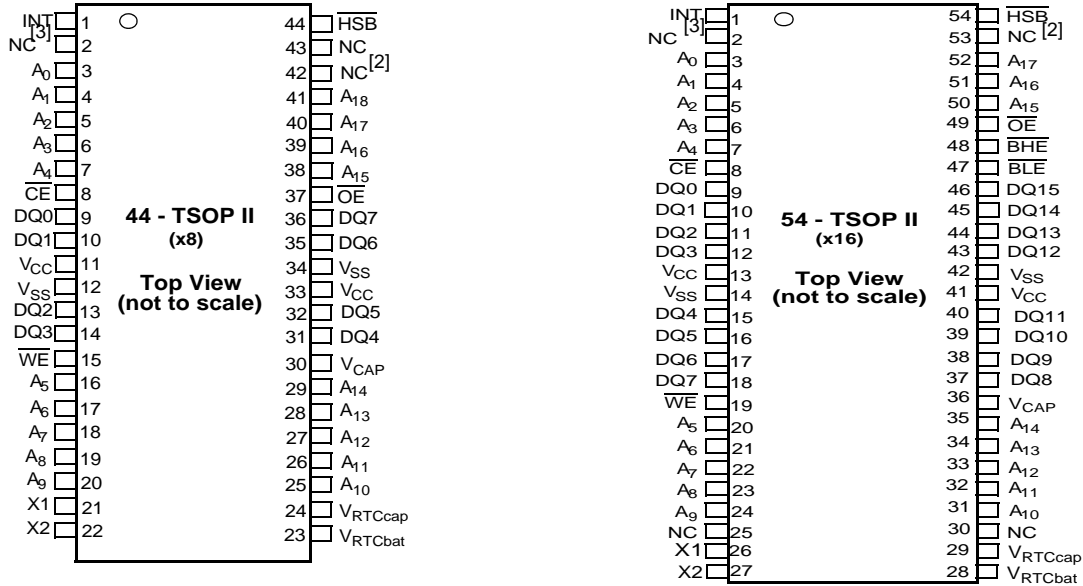 INT 1 44 HSB
[3]
NC 2 43 NC
A0 3 42 NC[2]
A1 4 41 A18
A2 5 40 A17
A3 6 39 A16
A4 7 38 A15
CE 8 37 OE
DQ0 9 36 DQ7
DQ1 10 35 DQ6
VCC 11 34 VSS
VSS 12 33 VCC
DQ2 13 32 DQ5
DQ3 14 31 DQ4
WE 15 30 VCAP
A5 16 29 A14
A6 17 28 A13
A7 18 27 A12
A8 19 26 A11
A9 20 25 A10
X1 21 24 VRTCcap
X2 22 23 VRTCbat
44 - TSOP II
(x8)
Top View
(not to scale)
INT 1 54 HSB
[3]
NC 2 53 NC [2]
A0 3 52 A17
A1 4 51 A16
A2 5 50 A15
A3 6 49 OE
A4 7 48 BHE
CE 8 47 BLE
DQ0 9 46 DQ15
DQ1 10 45 DQ14
DQ2 11 44 DQ13
DQ3 12 43 DQ12
VCC 13 42 VSS
VSS 14 41 VCC
DQ4 15 40 DQ11
DQ5 16 39 DQ10
DQ6 17 38 DQ9
DQ7 18 37 DQ8
WE 19 36 VCAP
A5 20 35 A14
A6 21 34 A13
A7 22 33 A12
A8 23 32 A11
A9 24 31 A10
NC 25 30 NC
X1 26 29 VRTCcap
X2 27 28 VRTCbat
54 - TSOP II
(x16)
Top View
(not to scale)